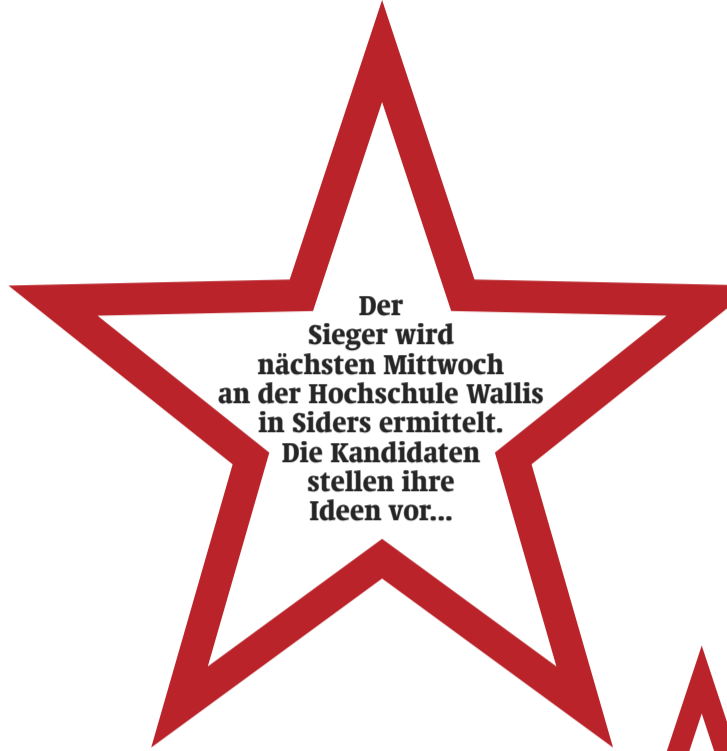 Der
Sieger wird
nächsten Mittwoch
an der Hochschule Wallis
in Siders ermittelt.
Die Kandidaten
stellen ihre
Ideen vor...